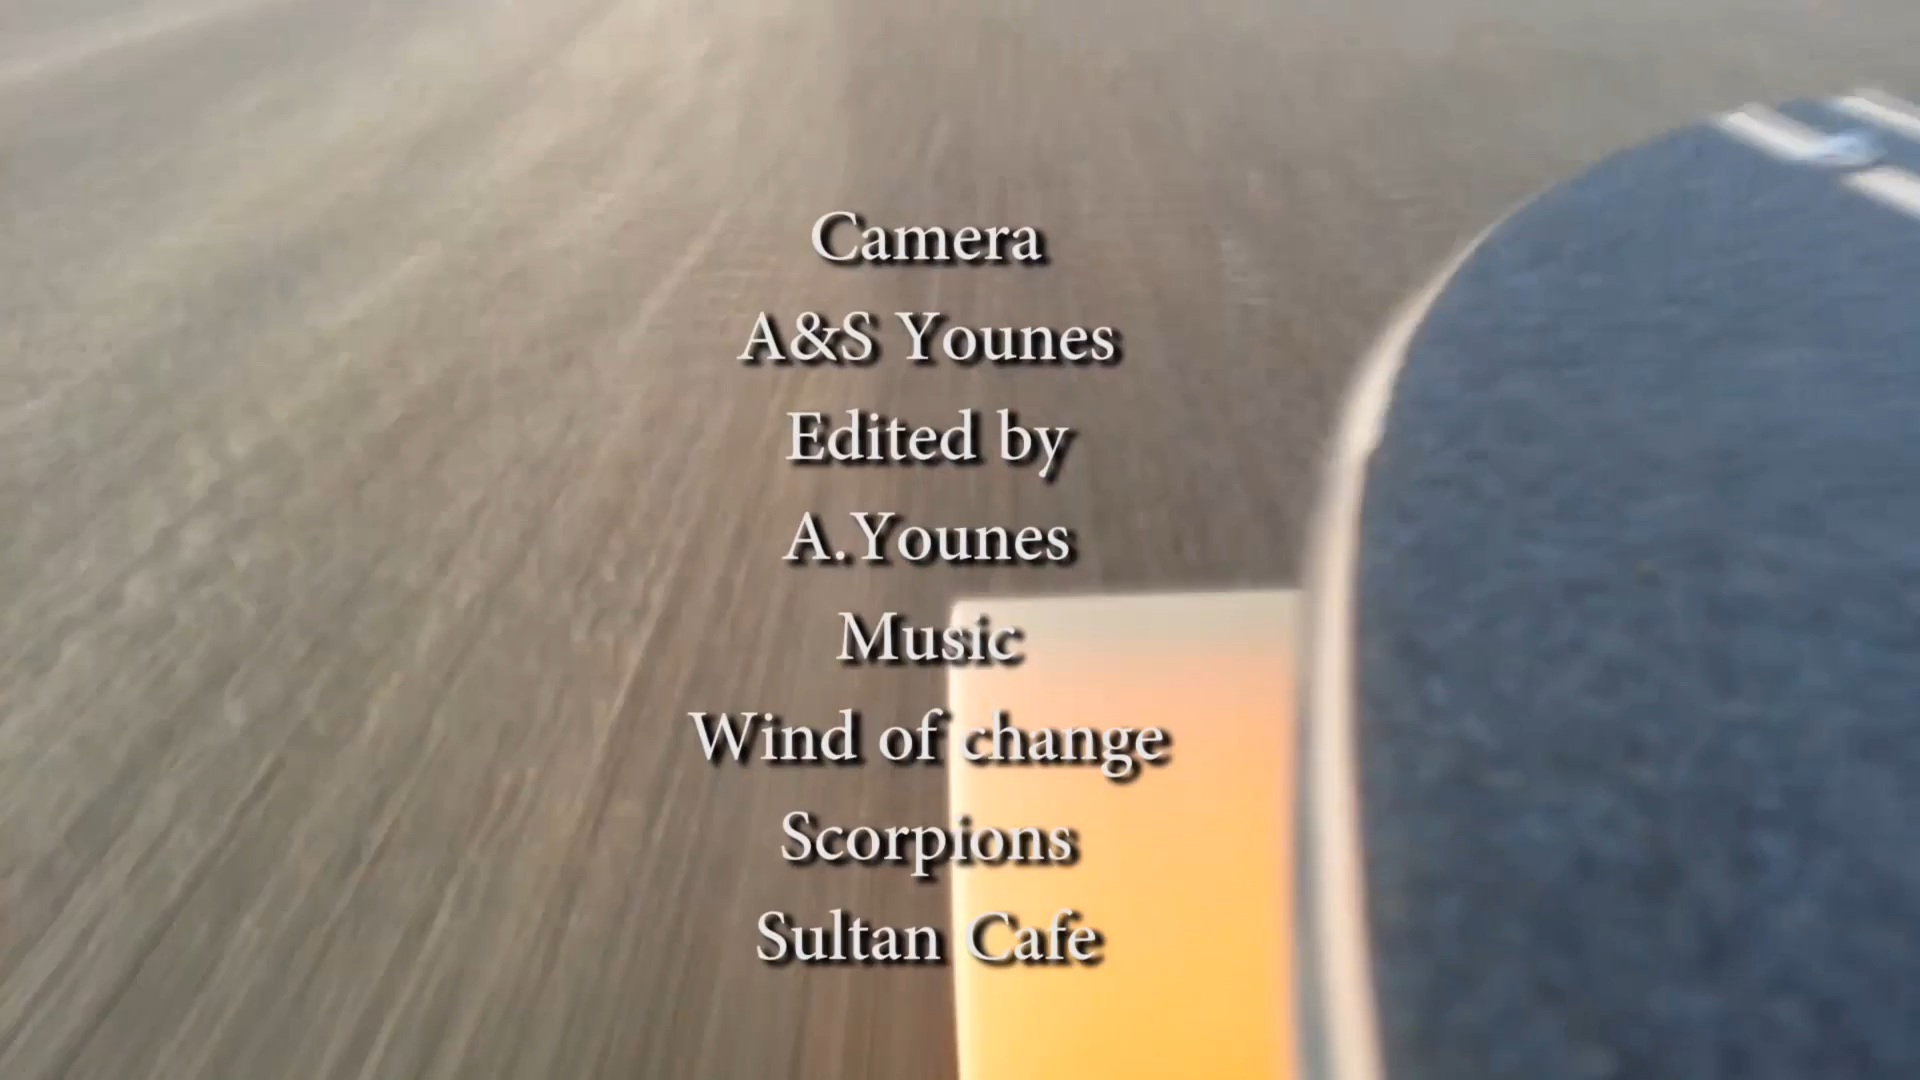 Camera
A&S Younes
Edited by
A.Younes
Music
Wind of change
Scorpions
Sultan Cafe